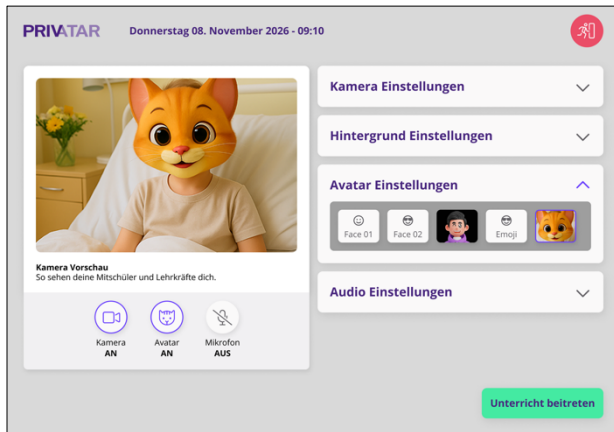 PRIVATAR
Donnerstag 08. November 2026 - 09:10
Kamera Vorschau
So sehen deine Mitschüler und Lehrkräfte dich.
Kamera
AN
Avatar
AN
Mikrofon
AUS
Kamera Einstellungen
Hintergrund Einstellungen
Avatar Einstellungen
Face 01
Face 02
Emoji
Audio Einstellungen
Unterricht beitreten